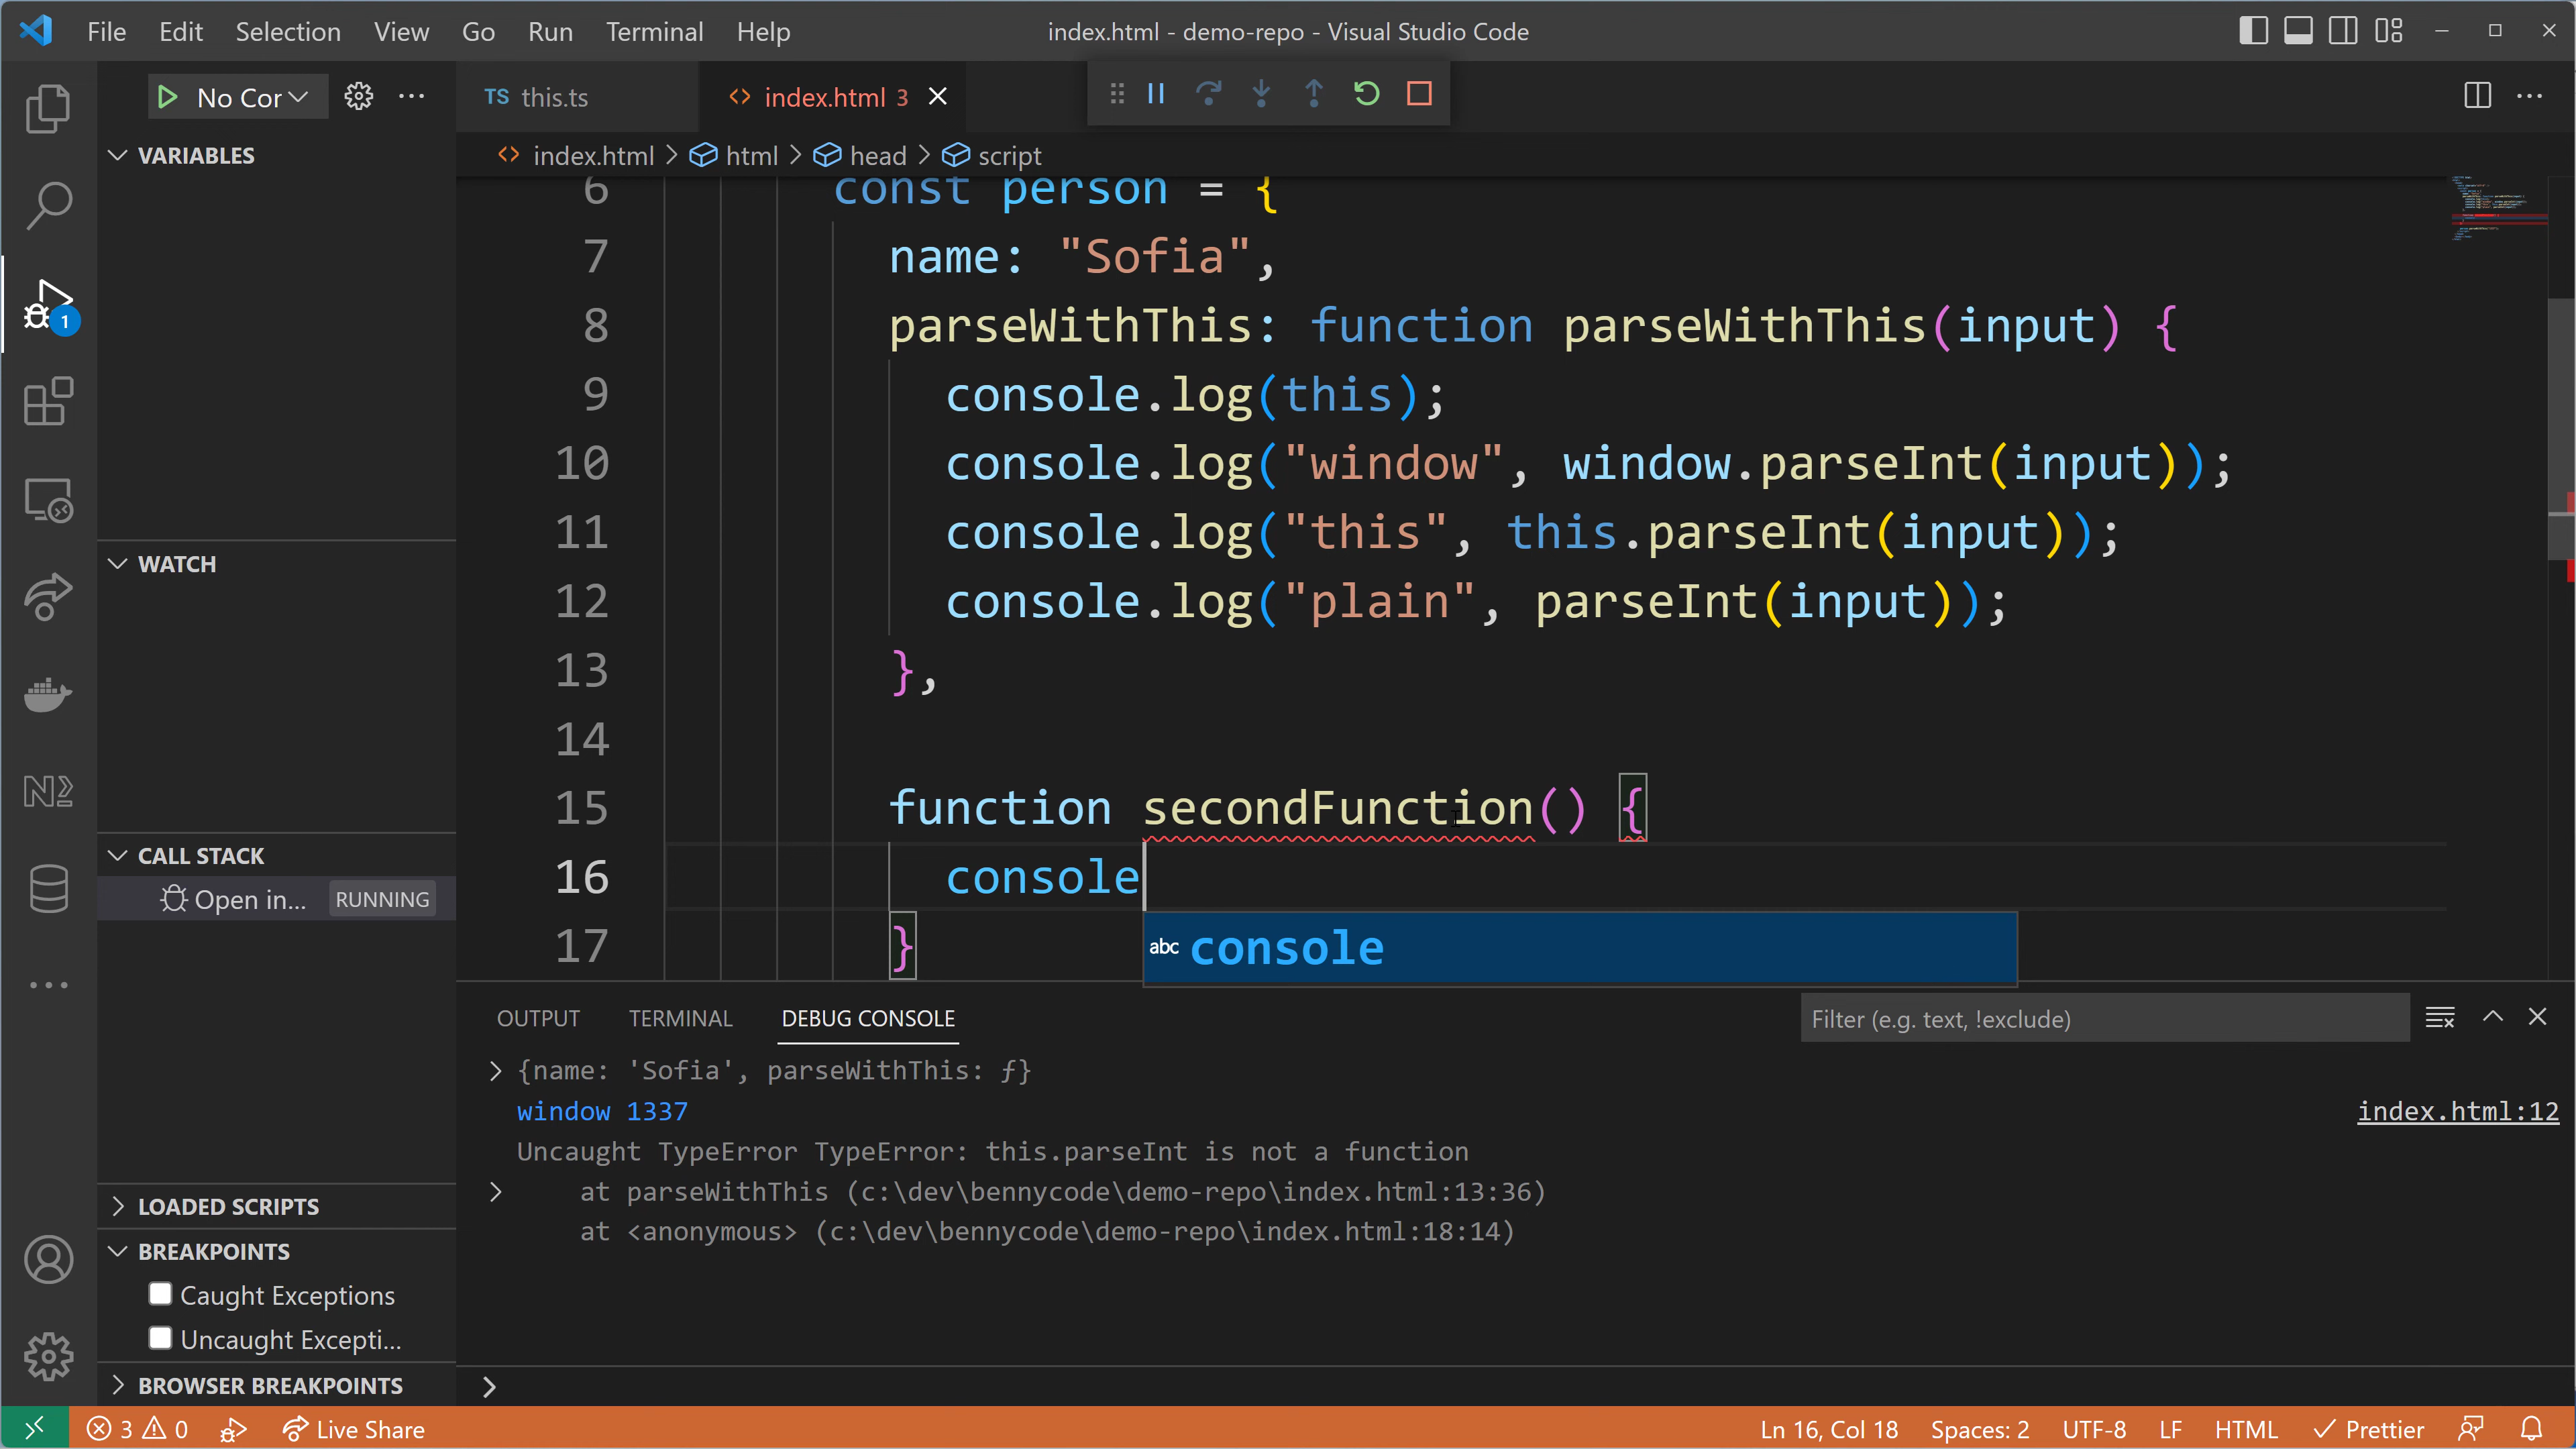 File Edit Selection View Go Run Terminal Help
index.html - demo-repo - Visual Studio Code
No Cor
TS this.ts
index.html 3
index.html > html > head > script
VARIABLES
WATCH
CALL STACK
Open in... RUNNING
LOADED SCRIPTS
BREAKPOINTS
Caught Exceptions
Uncaught Excepti...
BROWSER BREAKPOINTS
1
6 const person = {
7 name: "Sofia",
8 parseWithThis: function parseWithThis(input) {
9 console.log(this);
10 console.log("window", window.parseInt(input));
11 console.log("this", this.parseInt(input));
12 console.log("plain", parseInt(input));
13 },
14
15 function secondFunction() {
16 console
17 }
abc console
OUTPUT TERMINAL DEBUG CONSOLE
Filter (e.g. text, !exclude)
{name: 'Sofia', parseWithThis: ƒ}
window 1337 index.html:12
Uncaught TypeError TypeError: this.parseInt is not a function
at parseWithThis (c:\dev\bennycode\demo-repo\index.html:13:36)
at <anonymous> (c:\dev\bennycode\demo-repo\index.html:18:14)
3 0 Live Share
Ln 16, Col 18 Spaces: 2 UTF-8 LF HTML Prettier